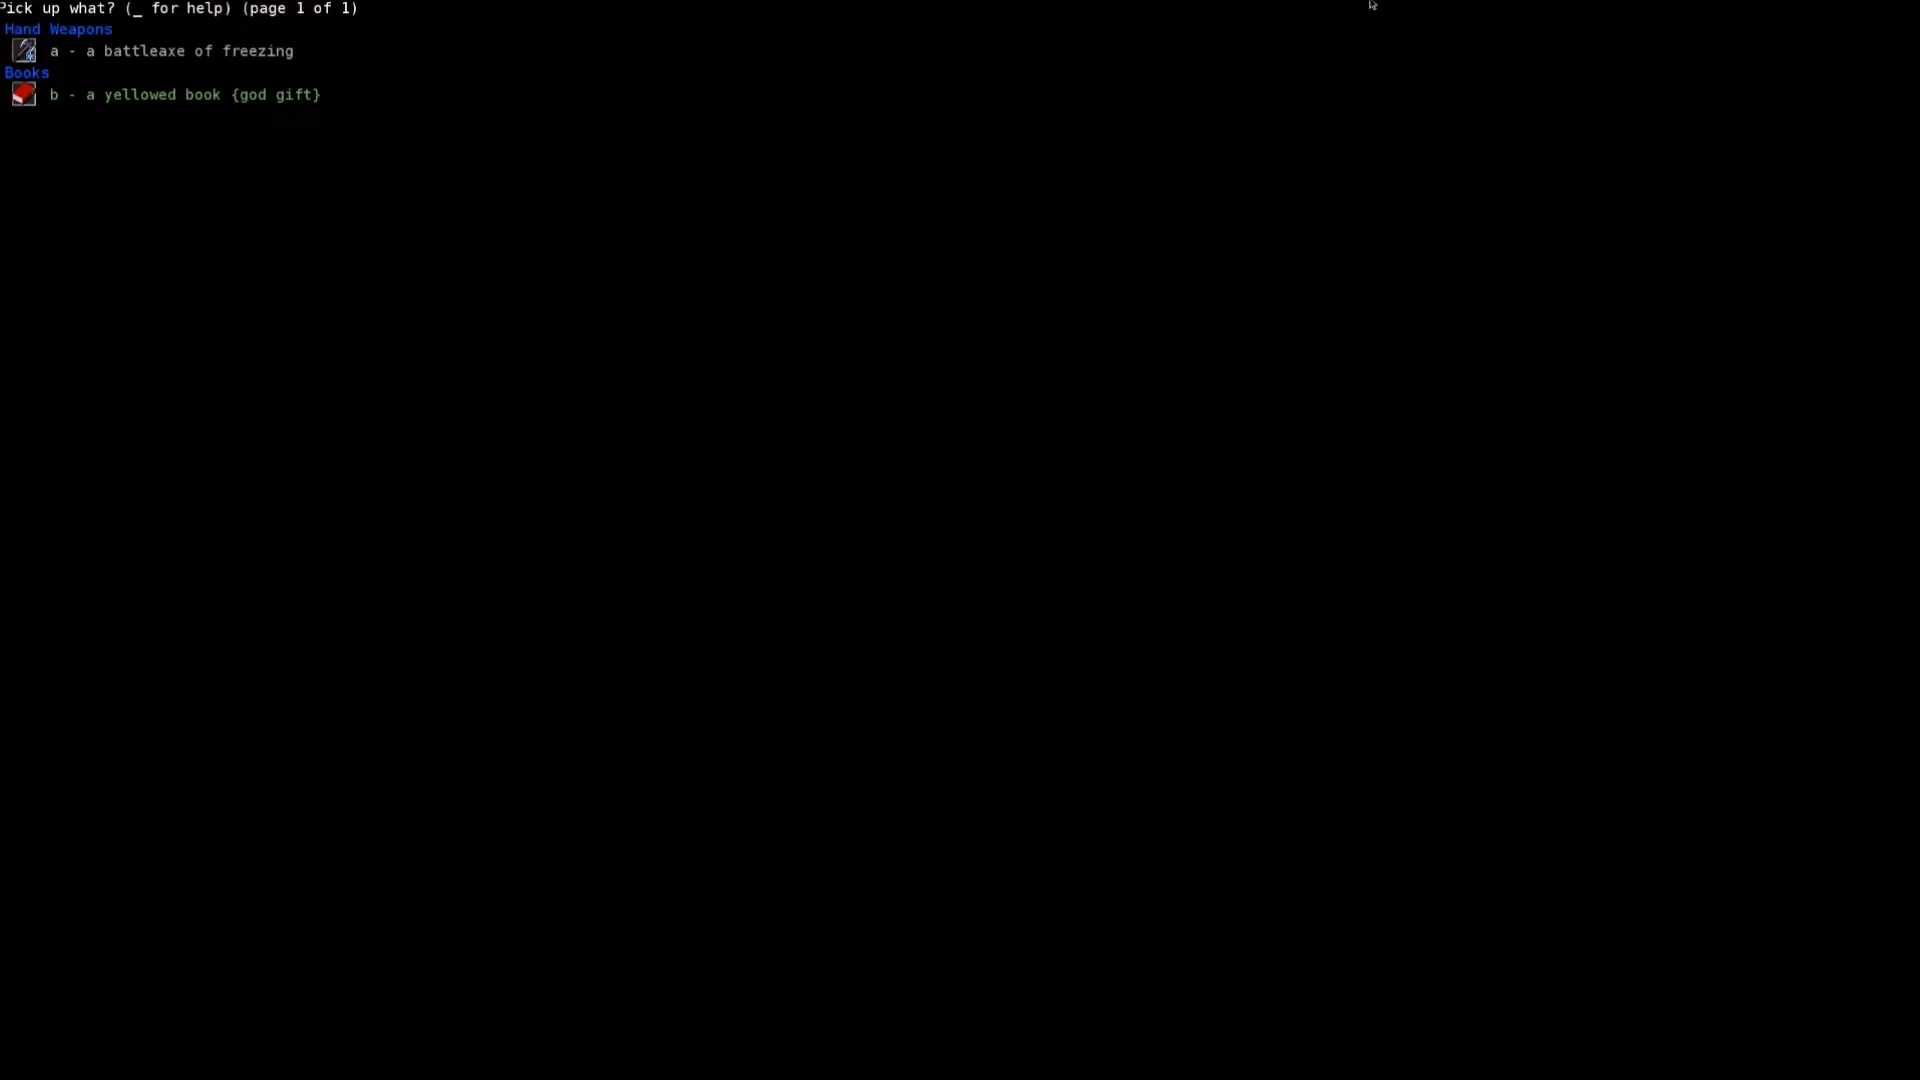 Pick up what? (_ for help) (page 1 of 1)
Hand Weapons
a - a battleaxe of freezing
Books
b - a yellowed book {god gift}